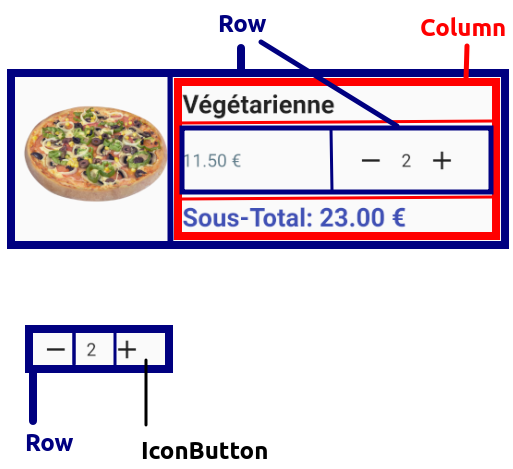 Row
Column
Végétarienne
11.50 € − 2 +
Sous-Total: 23.00 €
− 2 +
Row
IconButton